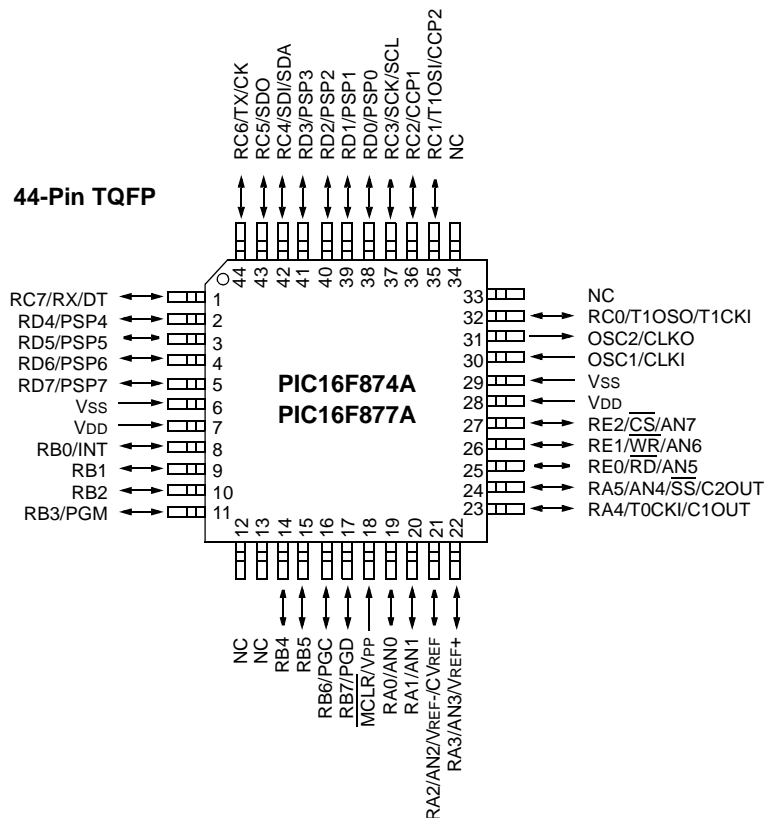 44-Pin TQFP
RC6/TX/CK
RC5/SDO
RC4/SDI/SDA
RD3/PSP3
RD2/PSP2
RD1/PSP1
RD0/PSP0
RC3/SCK/SCL
RC2/CCP1
RC1/T1OSI/CCP2
NC
44
43
42
41
40
39
38
37
36
35
34
RC7/RX/DT 1
RD4/PSP4 2
RD5/PSP5 3
RD6/PSP6 4
RD7/PSP7 5
VSS 6
VDD 7
RB0/INT 8
RB1 9
RB2 10
RB3/PGM 11
PIC16F874A
PIC16F877A
33 NC
32 RC0/T1OSO/T1CKI
31 OSC2/CLKO
30 OSC1/CLKI
29 VSS
28 VDD
27 RE2/CS/AN7
26 RE1/WR/AN6
25 RE0/RD/AN5
24 RA5/AN4/SS/C2OUT
23 RA4/T0CKI/C1OUT
12
13
14
15
16
17
18
19
20
21
22
NC
NC
RB4
RB5
RB6/PGC
RB7/PGD
MCLR/VPP
RA0/AN0
RA1/AN1
RA2/AN2/VREF-/CVREF
RA3/AN3/VREF+